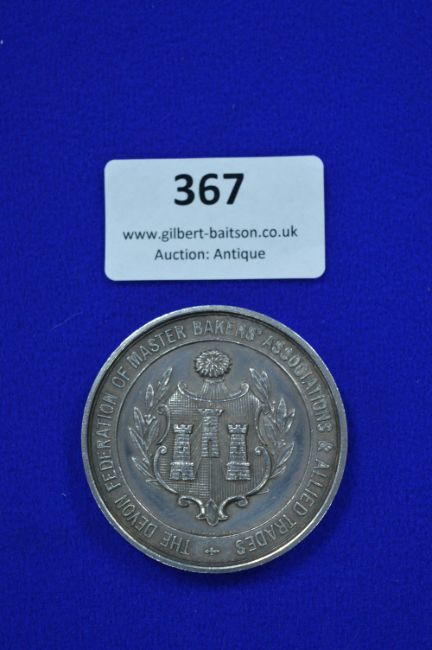 367
www.gilbert-baitson.co.uk
Auction: Antique
THE DEVON FEDERATION OF MASTER BAKERS' ASSOCIATIONS & ALLIED TRADES